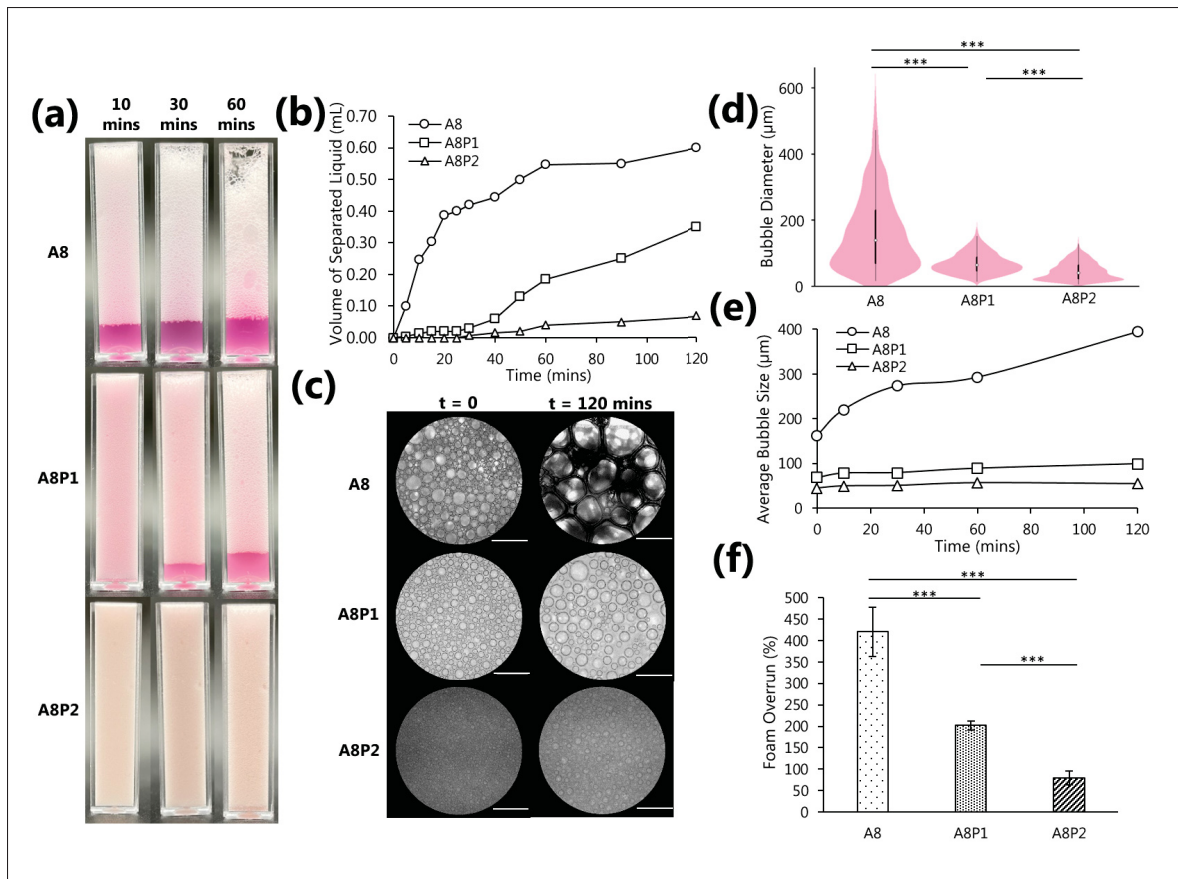 (a)
10 mins
30 mins
60 mins
A8
A8P1
A8P2
(b)
Volume of Separated Liquid (mL)
0.70
0.60
0.50
0.40
0.30
0.20
0.10
0.00
A8
A8P1
A8P2
0 20 40 60 80 100 120
Time (mins)
(c)
t = 0
t = 120 mins
A8
A8P1
A8P2
(d)
***
***
***
Bubble Diameter (µm)
600
400
200
0
A8
A8P1
A8P2
(e)
Average Bubble Size (µm)
400
300
200
100
0
A8
A8P1
A8P2
0 20 40 60 80 100 120
Time (mins)
(f)
***
***
***
Foam Overrun (%)
500
450
400
350
300
250
200
150
100
50
0
A8
A8P1
A8P2